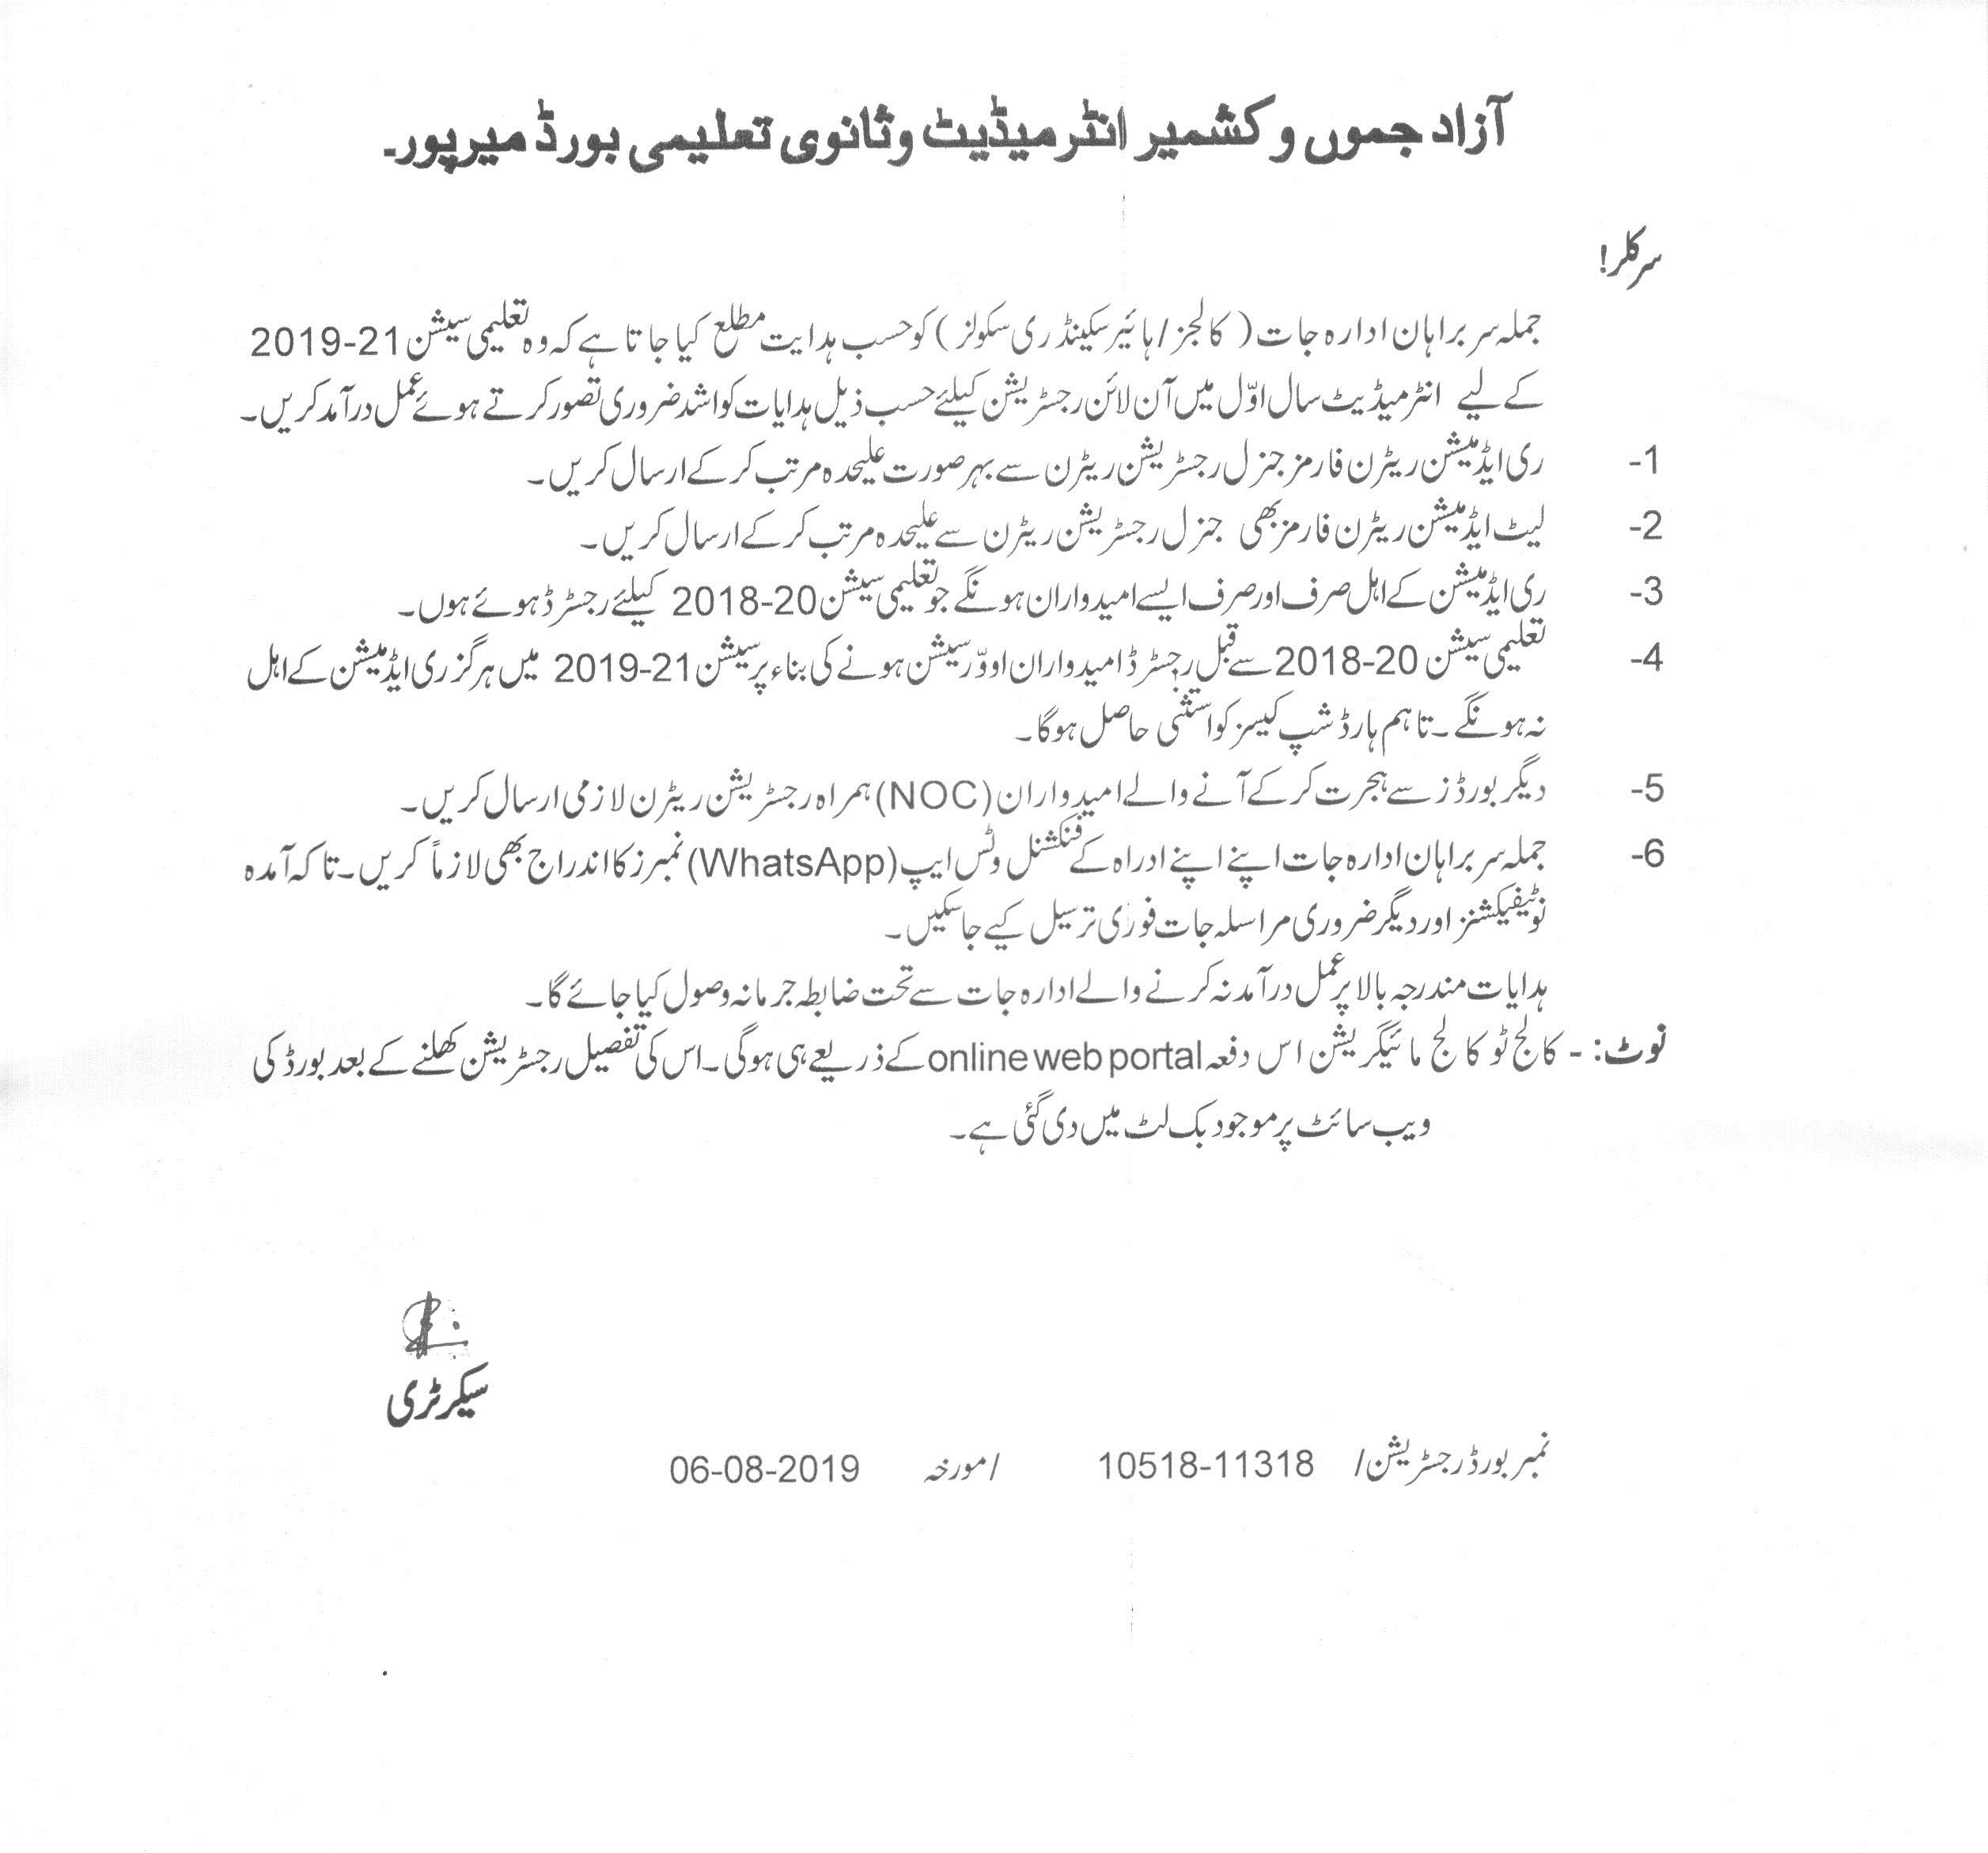 آزاد جموں و کشمیر انٹرمیڈیٹ و ثانوی تعلیمی بورڈ میرپور۔
سرکلر!
جملہ سربراہان ادارہ جات ( کالجز/ہائیر سکینڈری سکولز ) کو حسب ہدایت مطلع کیا جاتا ہے کہ وہ تعلیمی سیشن 2019-21
کے لیے انٹرمیڈیٹ سال اوّل میں آن لائن رجسٹریشن کیلئے حسب ذیل ہدایات کو اشد ضروری تصور کرتے ہوئے عمل درآمد کریں۔
1- ری ایڈمیشن ریٹرن فارمز جنرل رجسٹریشن ریٹرن سے بہر صورت علیحدہ مرتب کر کے ارسال کریں۔
2- لیٹ ایڈمیشن ریٹرن فارمز بھی جنرل رجسٹریشن ریٹرن سے علیحدہ مرتب کر کے ارسال کریں۔
3- ری ایڈمیشن کے اہل صرف اور صرف ایسے امیدواران ہونگے جو تعلیمی سیشن 2018-20 کیلئے رجسٹرڈ ہوئے ہوں۔
4- تعلیمی سیشن 2018-20 سے قبل رجسٹرڈ امیدواران اوور سیشن ہونے کی بناء پر سیشن 2019-21 میں ہرگز ری ایڈمیشن کے اہل
نہ ہونگے ۔ تاہم ہارڈشپ کیسز کو استثنیٰ حاصل ہوگا۔
5- دیگر بورڈز سے ہجرت کر کے آنے والے امیدواران (NOC) ہمراہ رجسٹریشن ریٹرن لازمی ارسال کریں۔
6- جملہ سربراہان ادارہ جات اپنے اپنے ادراہ کے فنکشنل وٹس ایپ (WhatsApp) نمبرز کا اندراج بھی لازماً کریں۔ تاکہ آمدہ
نوٹیفیکشنز اور دیگر ضروری مراسلہ جات فوری ترسیل کیے جاسکیں۔
ہدایات مندرجہ بالا پر عمل درآمد نہ کرنے والے ادارہ جات سے تحت ضابطہ جرمانہ وصول کیا جائے گا۔
نوٹ: - کالج ٹو کالج مائیگریشن اس دفعہ online web portal کے ذریعے ہی ہوگی۔ اس کی تفصیل رجسٹریشن کھلنے کے بعد بورڈ کی
ویب سائٹ پر موجود بک لٹ میں دی گئی ہے۔
سیکرٹری
نمبر بورڈ رجسٹریشن/ 10518-11318 /مورخہ 06-08-2019